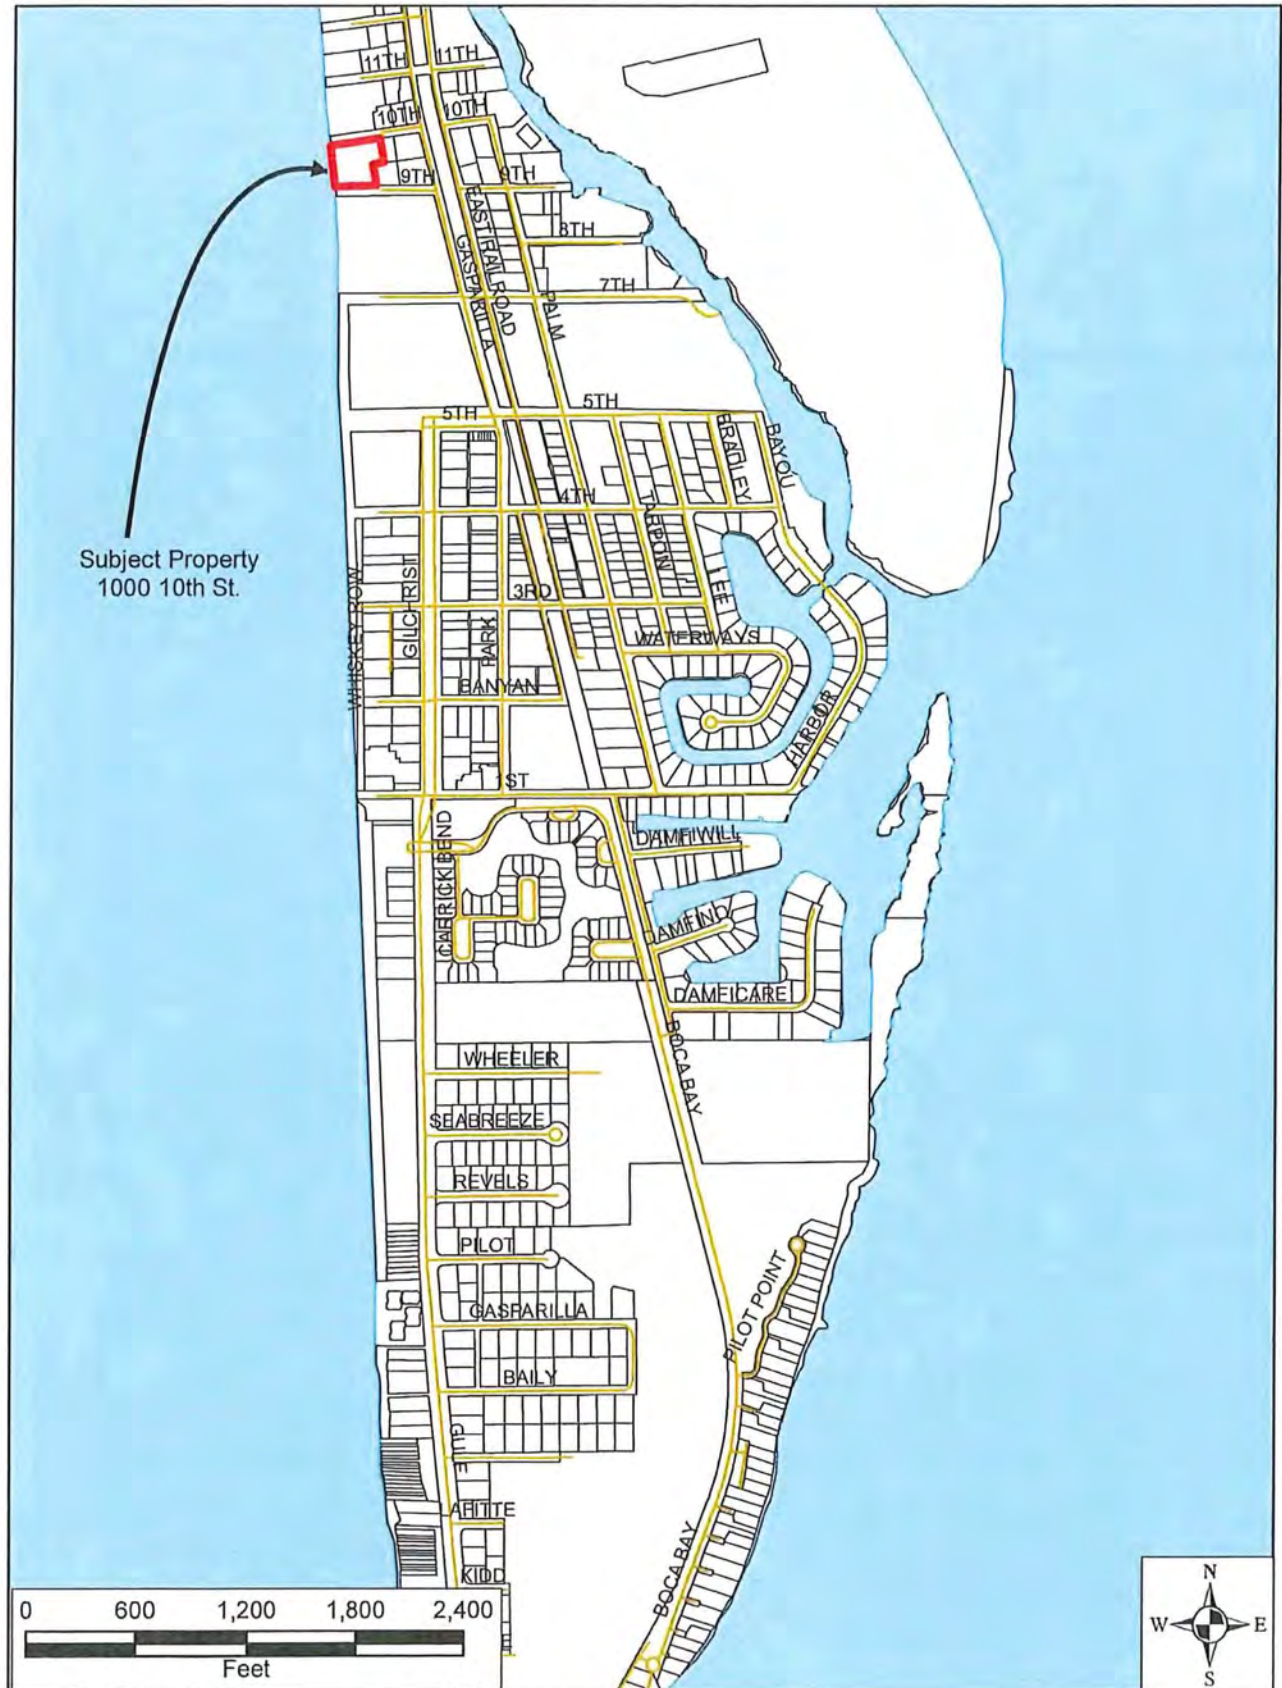 11TH 11TH
10TH 10TH
9TH 9TH
EAST RAILROAD
GASPARILLA
8TH
7TH
PALM
5TH 5TH
BRADLEY
BAYOU
4TH
TARPON
Subject Property
1000 10th St.
WHISKEY ROW
GILCHRIST
3RD
LEE
PARK
WATERWAYS
BANYAN
HARBOR
1ST
CARRICK BEND
DAMFIWILL
DAMFINO
DAMFICARE
BOCA BAY
WHEELER
SEABREEZE
REVELS
PILOT
PILOT POINT
GASPARILLA
BAILY
LAFITTE
KIDD
BOCA BAY
0 600 1,200 1,800 2,400
Feet
N
W E
S